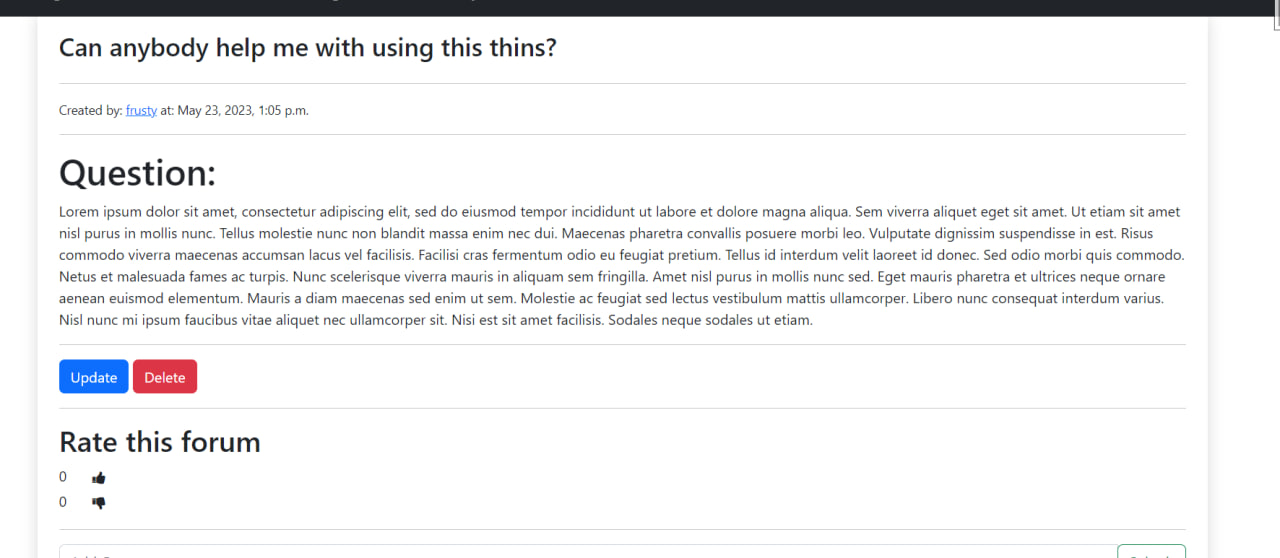 Can anybody help me with using this thins?
Created by: frusty at: May 23, 2023, 1:05 p.m.
Question:
Lorem ipsum dolor sit amet, consectetur adipiscing elit, sed do eiusmod tempor incididunt ut labore et dolore magna aliqua. Sem viverra aliquet eget sit amet. Ut etiam sit amet
nisl purus in mollis nunc. Tellus molestie nunc non blandit massa enim nec dui. Maecenas pharetra convallis posuere morbi leo. Vulputate dignissim suspendisse in est. Risus
commodo viverra maecenas accumsan lacus vel facilisis. Facilisi cras fermentum odio eu feugiat pretium. Tellus id interdum velit laoreet id donec. Sed odio morbi quis commodo.
Netus et malesuada fames ac turpis. Nunc scelerisque viverra mauris in aliquam sem fringilla. Amet nisl purus in mollis nunc sed. Eget mauris pharetra et ultrices neque ornare
aenean euismod elementum. Mauris a diam maecenas sed enim ut sem. Molestie ac feugiat sed lectus vestibulum mattis ullamcorper. Libero nunc consequat interdum varius.
Nisl nunc mi ipsum faucibus vitae aliquet nec ullamcorper sit. Nisi est sit amet facilisis. Sodales neque sodales ut etiam.
Update Delete
Rate this forum
0
0